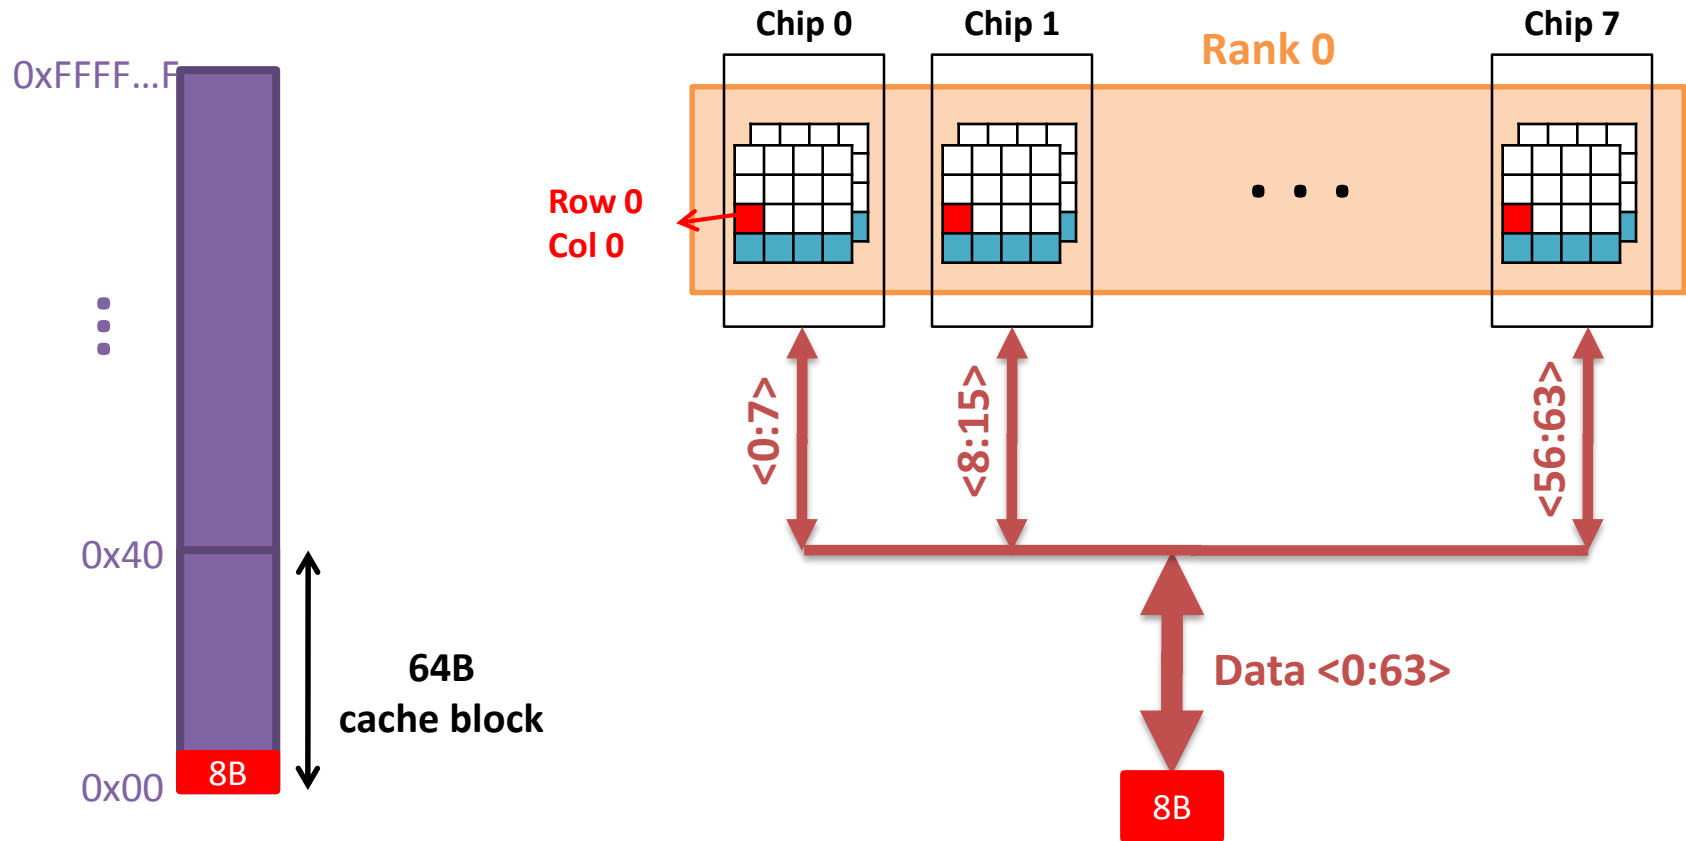 Chip 0
Chip 1
Chip 7
Rank 0
0xFFFF...F
Row 0
Col 0
<0:7>
<8:15>
<56:63>
0x40
64B
cache block
Data <0:63>
8B
0x00
8B